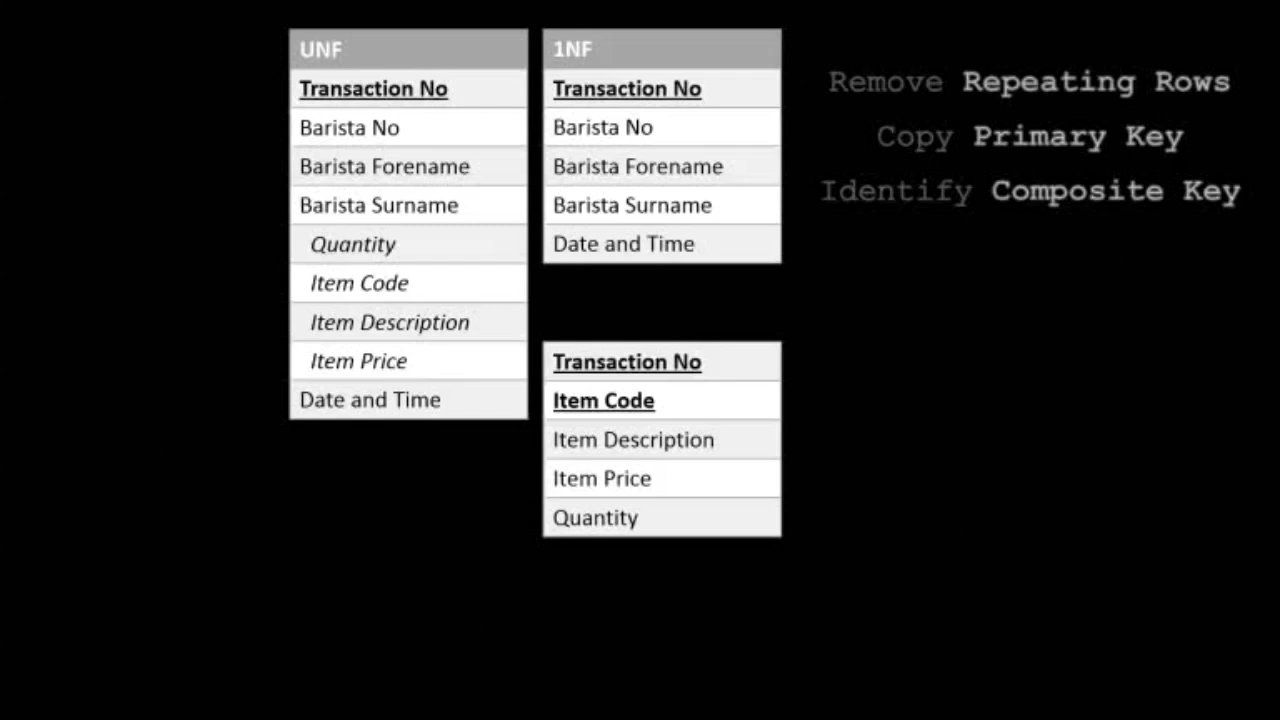 UNF
Transaction No
Barista No
Barista Forename
Barista Surname
Quantity
Item Code
Item Description
Item Price
Date and Time
1NF
Transaction No
Barista No
Barista Forename
Barista Surname
Date and Time
Transaction No
Item Code
Item Description
Item Price
Quantity
Remove Repeating Rows
Copy Primary Key
Identify Composite Key